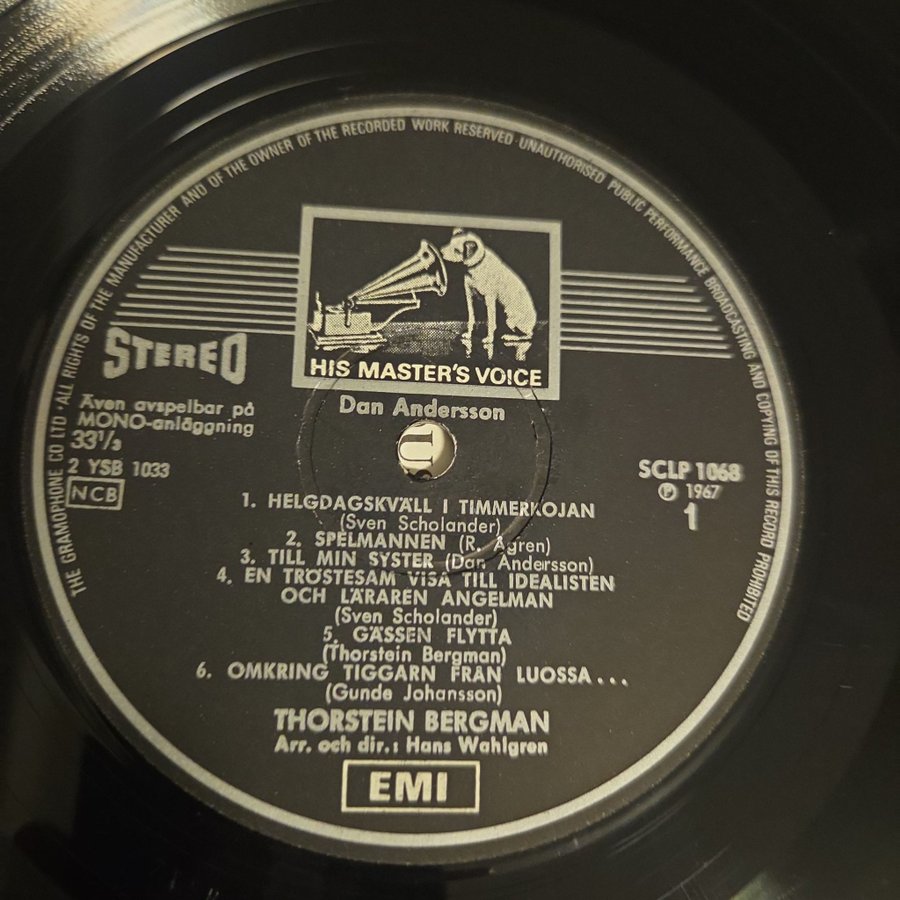 THE GRAMOPHONE CO LTD · ALL RIGHTS OF THE MANUFACTURER AND OF THE OWNER OF THE RECORDED WORK RESERVED · UNAUTHORISED PUBLIC PERFORMANCE BROADCASTING AND COPYING OF THIS RECORD PROHIBITED
HIS MASTER'S VOICE
STEREO
Även avspelbar på
MONO-anläggning
33 1/3
2 YSB 1033
NCB
Dan Andersson
SCLP 1068
℗ 1967
1
1. HELGDAGSKVÄLL I TIMMERKOJAN
(Sven Scholander)
2. SPELMANNEN (R. Ågren)
3. TILL MIN SYSTER (Dan Andersson)
4. EN TRÖSTESAM VISA TILL IDEALISTEN
OCH LÄRAREN ANGELMAN
(Sven Scholander)
5. GÄSSEN FLYTTA
(Thorstein Bergman)
6. OMKRING TIGGARN FRÅN LUOSSA...
(Gunde Johansson)
THORSTEIN BERGMAN
Arr. och dir.: Hans Wahlgren
EMI